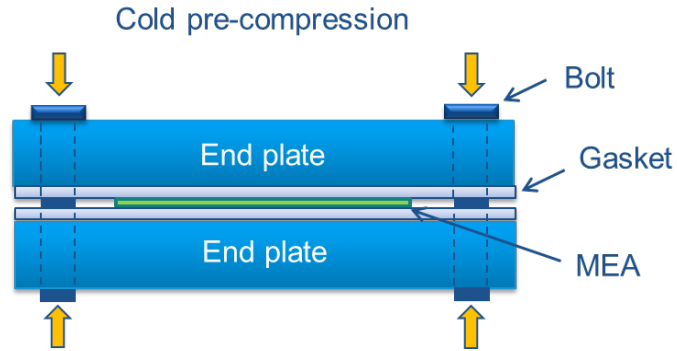 Cold pre-compression
Bolt
End plate
Gasket
End plate
MEA